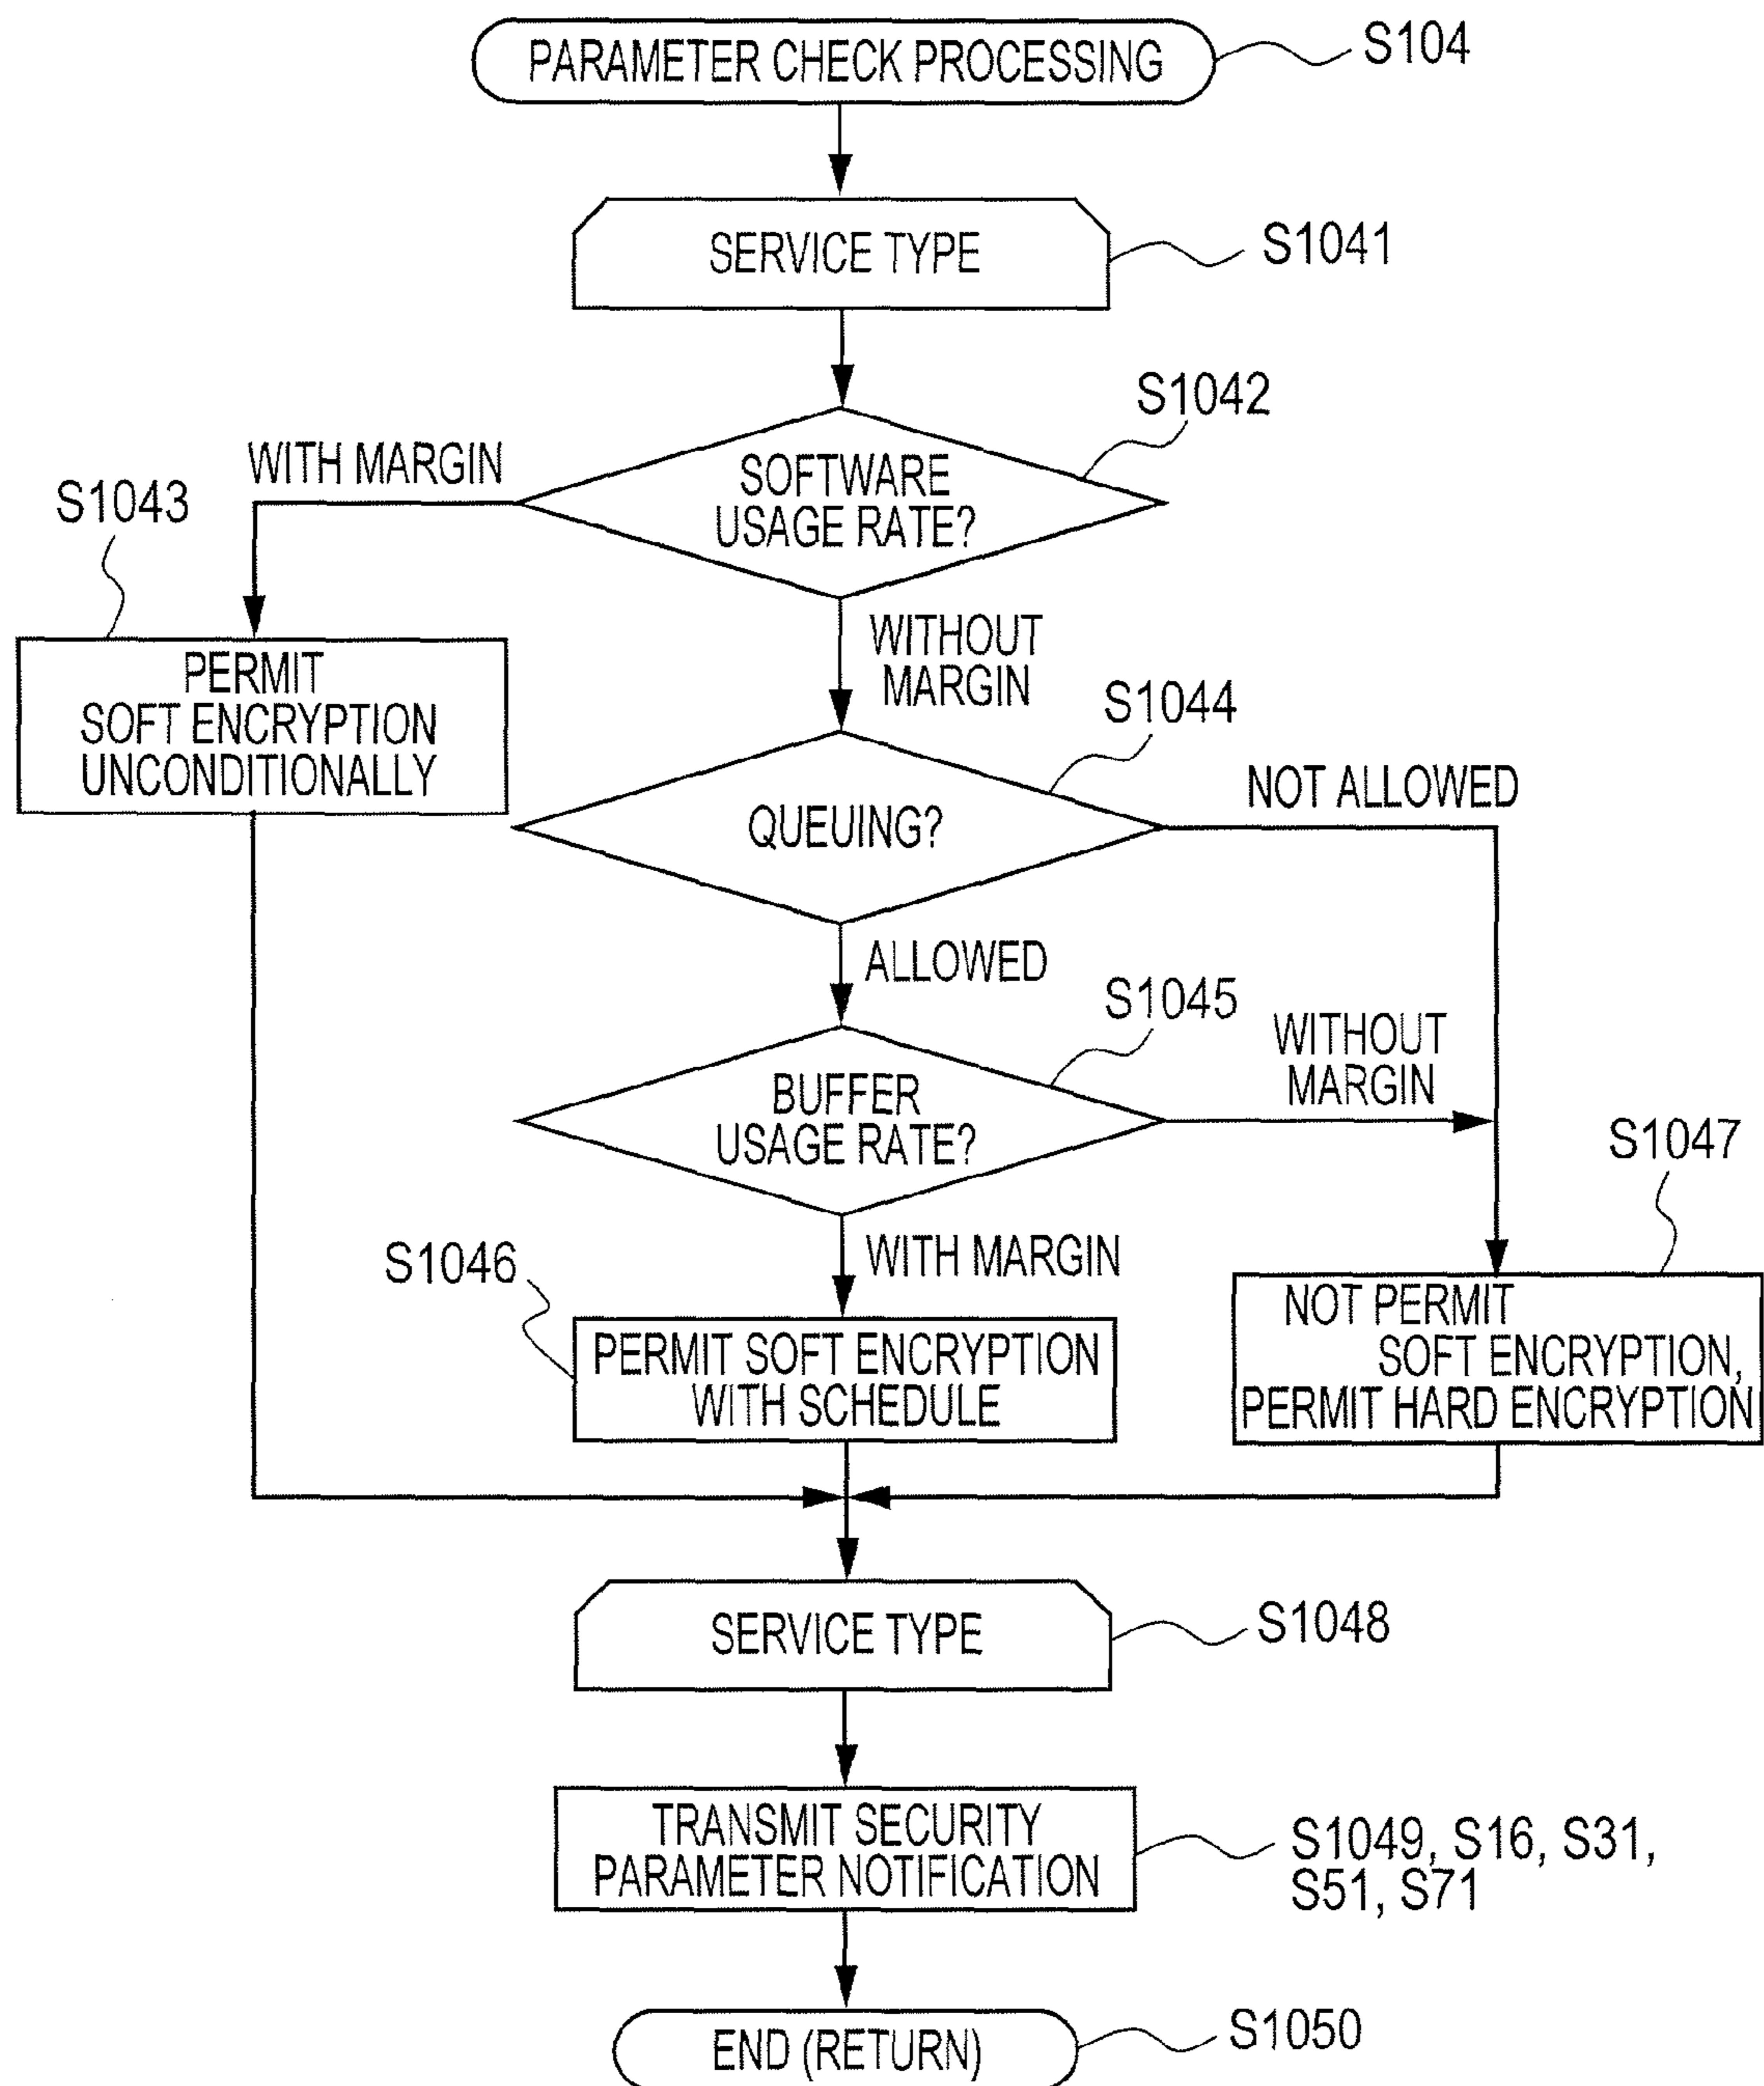 PARAMETER CHECK PROCESSING
S104
SERVICE TYPE
S1041
S1042
WITH MARGIN
SOFTWARE
USAGE RATE?
S1043
PERMIT
SOFT ENCRYPTION
UNCONDITIONALLY
WITHOUT
MARGIN
S1044
QUEUING?
NOT ALLOWED
ALLOWED
S1045
BUFFER
USAGE RATE?
WITHOUT
MARGIN
S1047
WITH MARGIN
S1046
PERMIT SOFT ENCRYPTION
WITH SCHEDULE
NOT PERMIT
SOFT ENCRYPTION,
PERMIT HARD ENCRYPTION
SERVICE TYPE
S1048
TRANSMIT SECURITY
PARAMETER NOTIFICATION
S1049, S16, S31,
S51, S71
END (RETURN)
S1050